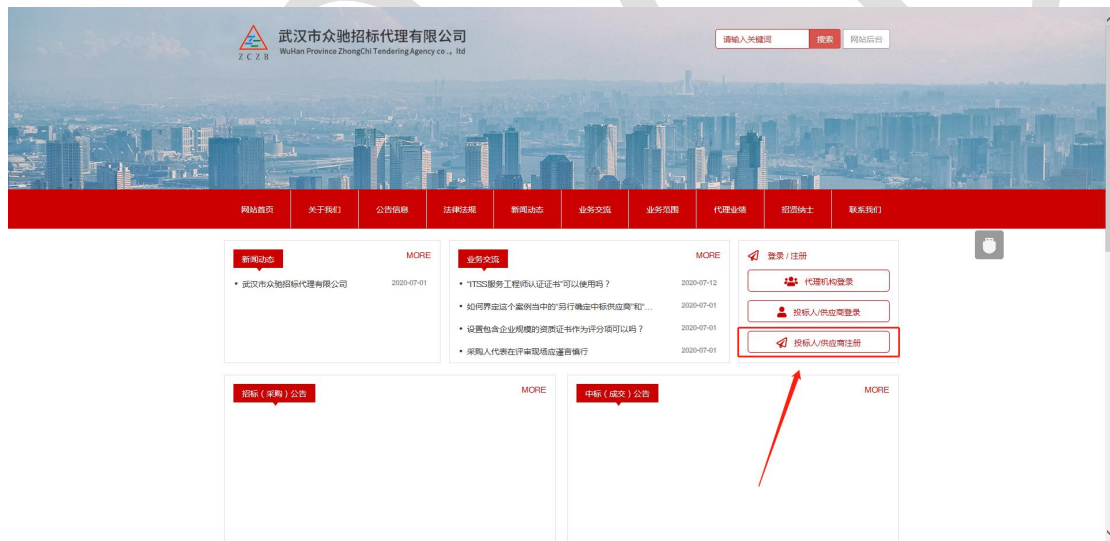 武汉市众驰招标代理有限公司
WuHan Province ZhongChi Tendering Agency co ., ltd
ZCZB
请输入关键词 搜索 网站后台
网站首页 关于我们 公告信息 法律法规 新闻动态 业务交流 业务范围 代理业绩 招贤纳士 联系我们
新闻动态 MORE
• 武汉市众驰招标代理有限公司 2020-07-01
业务交流 MORE
• “ITSS服务工程师认证证书”可以使用吗？ 2020-07-12
• 如何界定这个案例当中的“另行确定中标供应商”和“... 2020-07-01
• 设置包含企业规模的资质证书作为评分项可以吗？ 2020-07-01
• 采购人代表在评审现场应谨言慎行 2020-07-01
登录 / 注册
代理机构登录
投标人/供应商登录
投标人/供应商注册
招标（采购）公告 MORE
中标（成交）公告 MORE